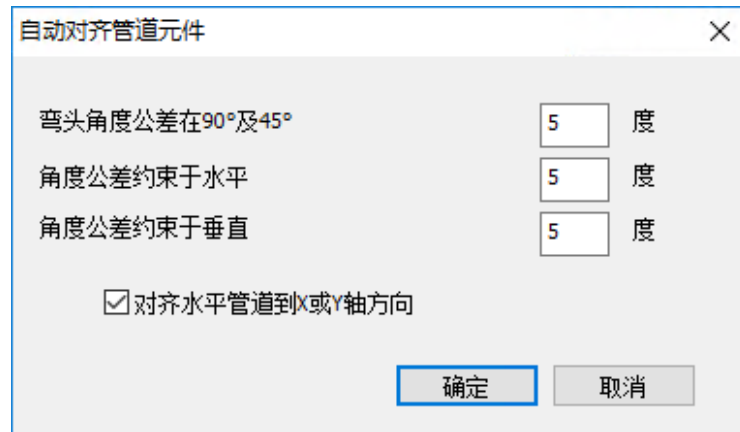 自动对齐管道元件
弯头角度公差在90°及45° 5 度
角度公差约束于水平 5 度
角度公差约束于垂直 5 度
对齐水平管道到X或Y轴方向
确定 取消